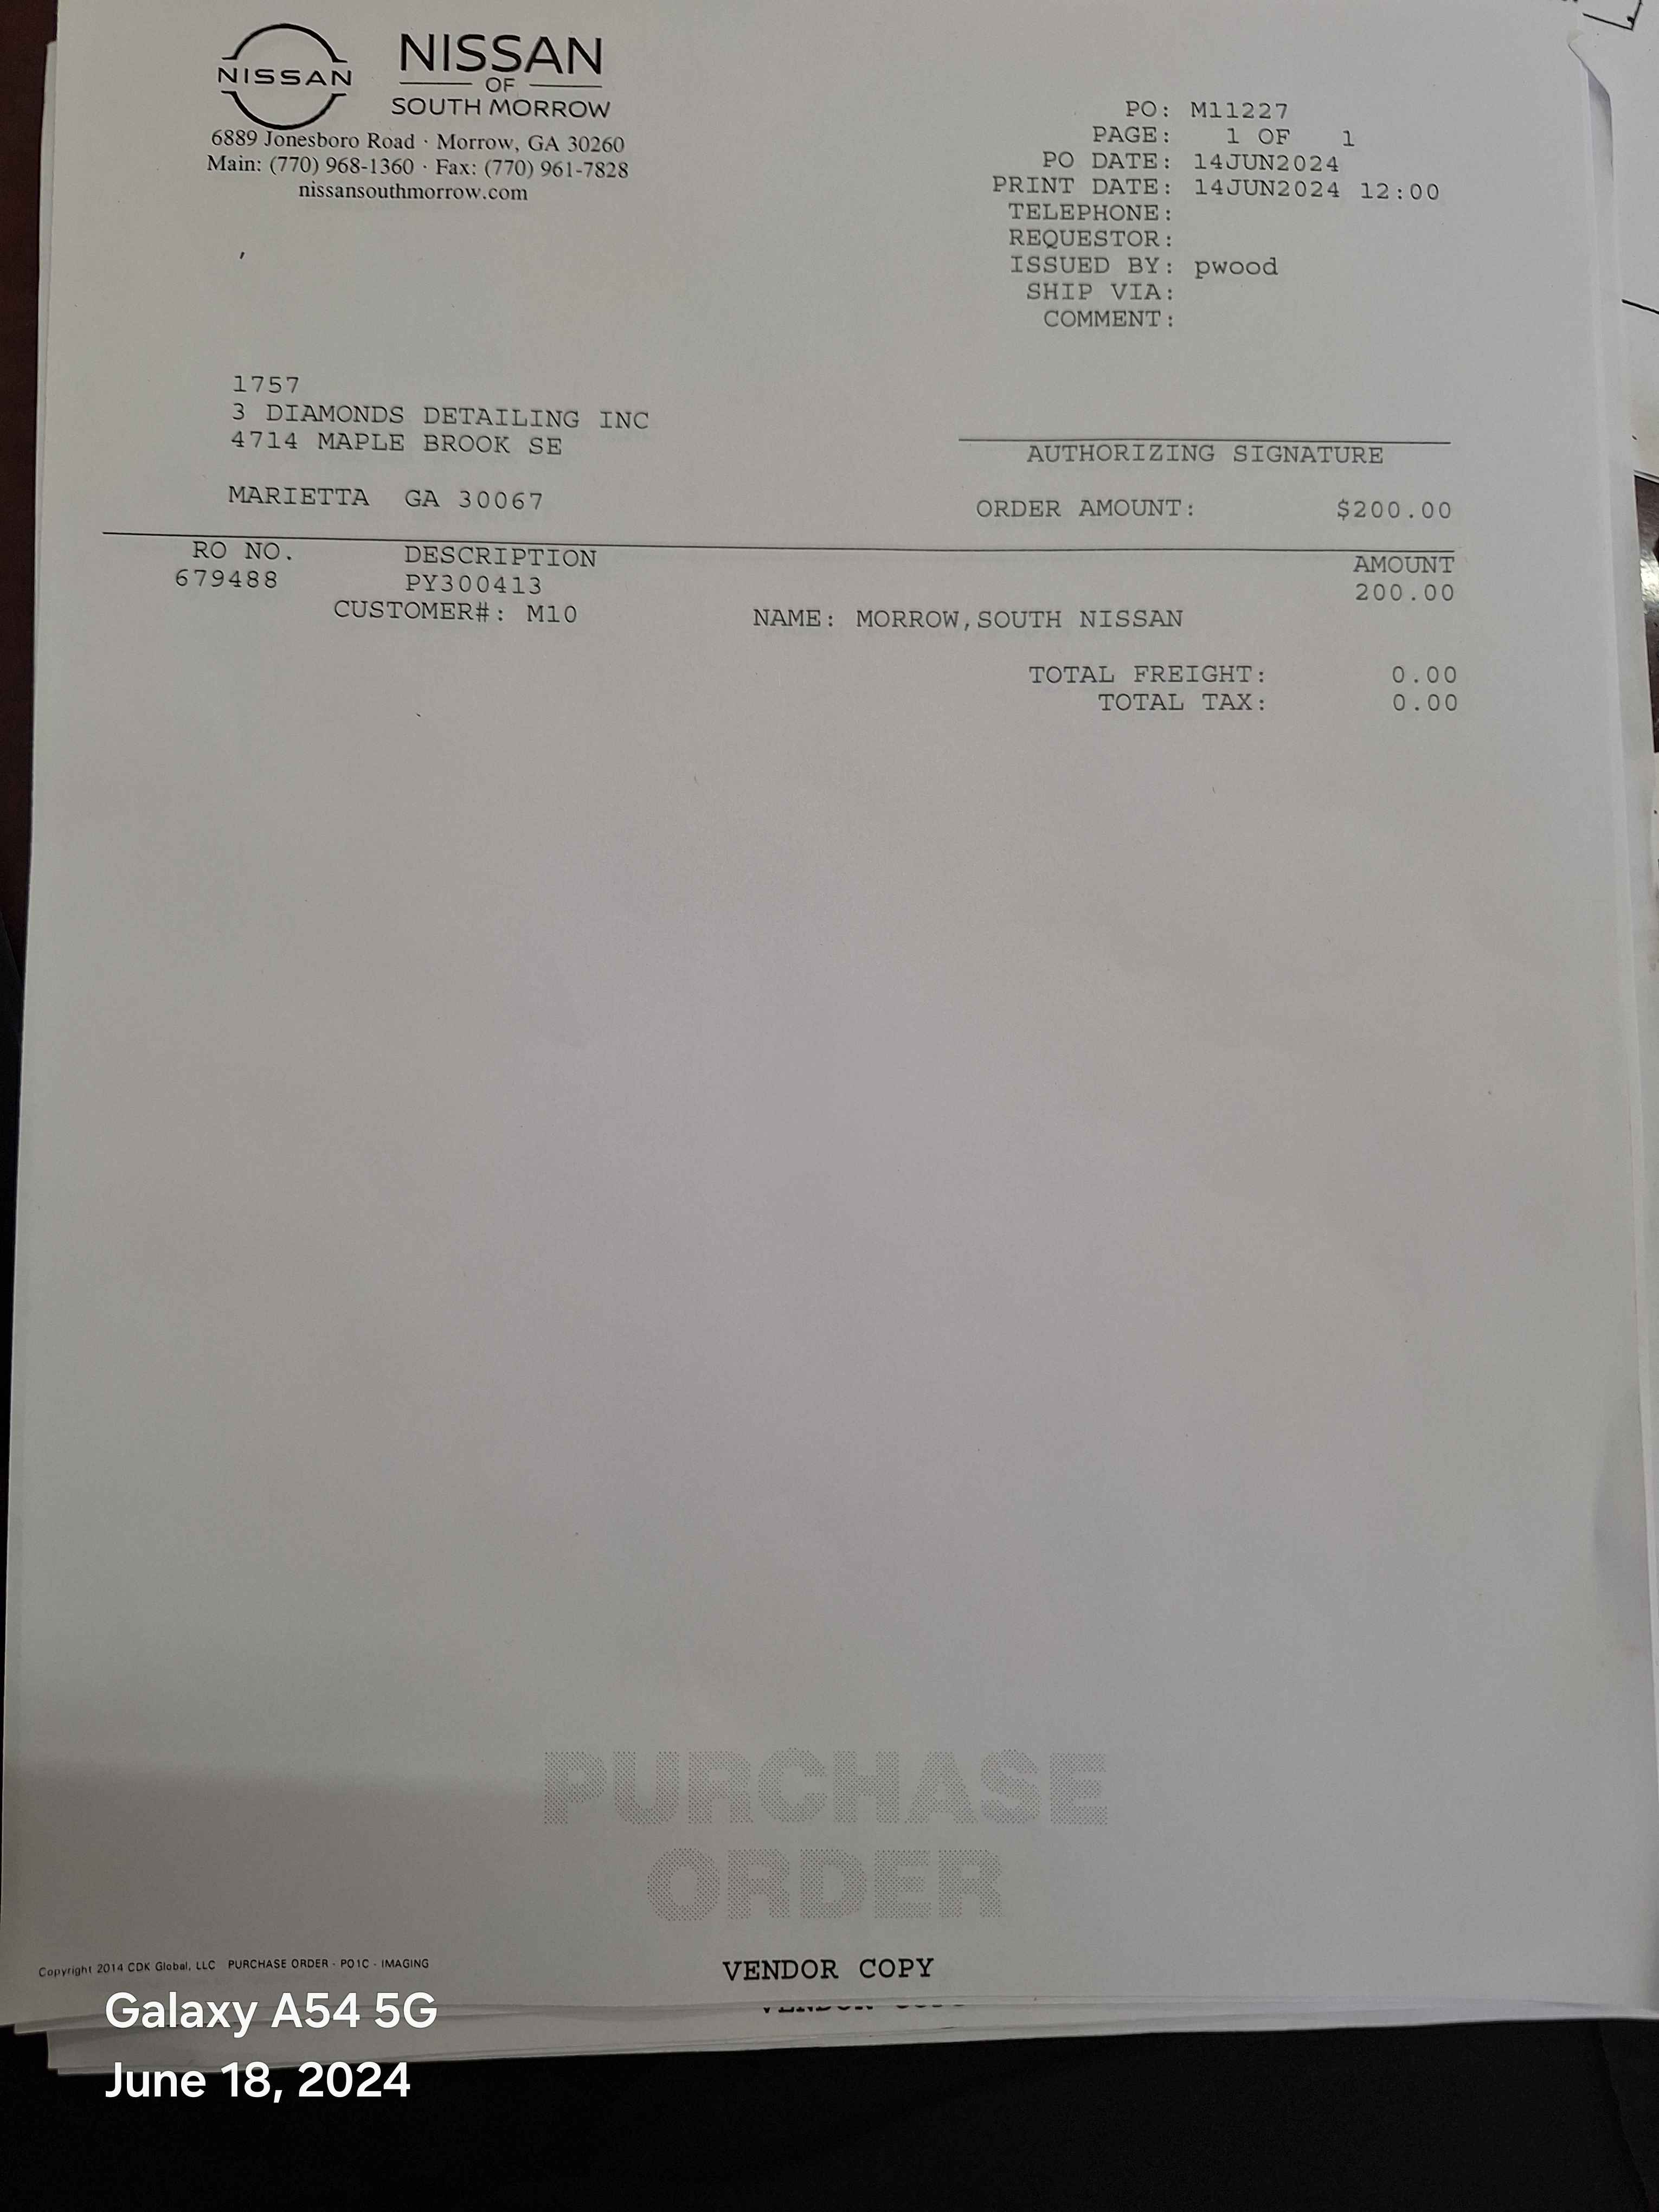 NISSAN
NISSAN
OF
SOUTH MORROW
6889 Jonesboro Road · Morrow, GA 30260
Main: (770) 968-1360 · Fax: (770) 961-7828
nissansouthmorrow.com
PO: M11227
PAGE: 1 OF 1
PO DATE: 14JUN2024
PRINT DATE: 14JUN2024 12:00
TELEPHONE:
REQUESTOR:
ISSUED BY: pwood
SHIP VIA:
COMMENT:
,
1757
3 DIAMONDS DETAILING INC
4714 MAPLE BROOK SE
MARIETTA GA 30067
AUTHORIZING SIGNATURE
ORDER AMOUNT: $200.00
RO NO. DESCRIPTION AMOUNT
679488 PY300413 200.00
CUSTOMER#: M10 NAME: MORROW,SOUTH NISSAN
TOTAL FREIGHT: 0.00
TOTAL TAX: 0.00
PURCHASE
ORDER
Copyright 2014 CDK Global, LLC PURCHASE ORDER - PO1C - IMAGING
VENDOR COPY
Galaxy A54 5G
June 18, 2024